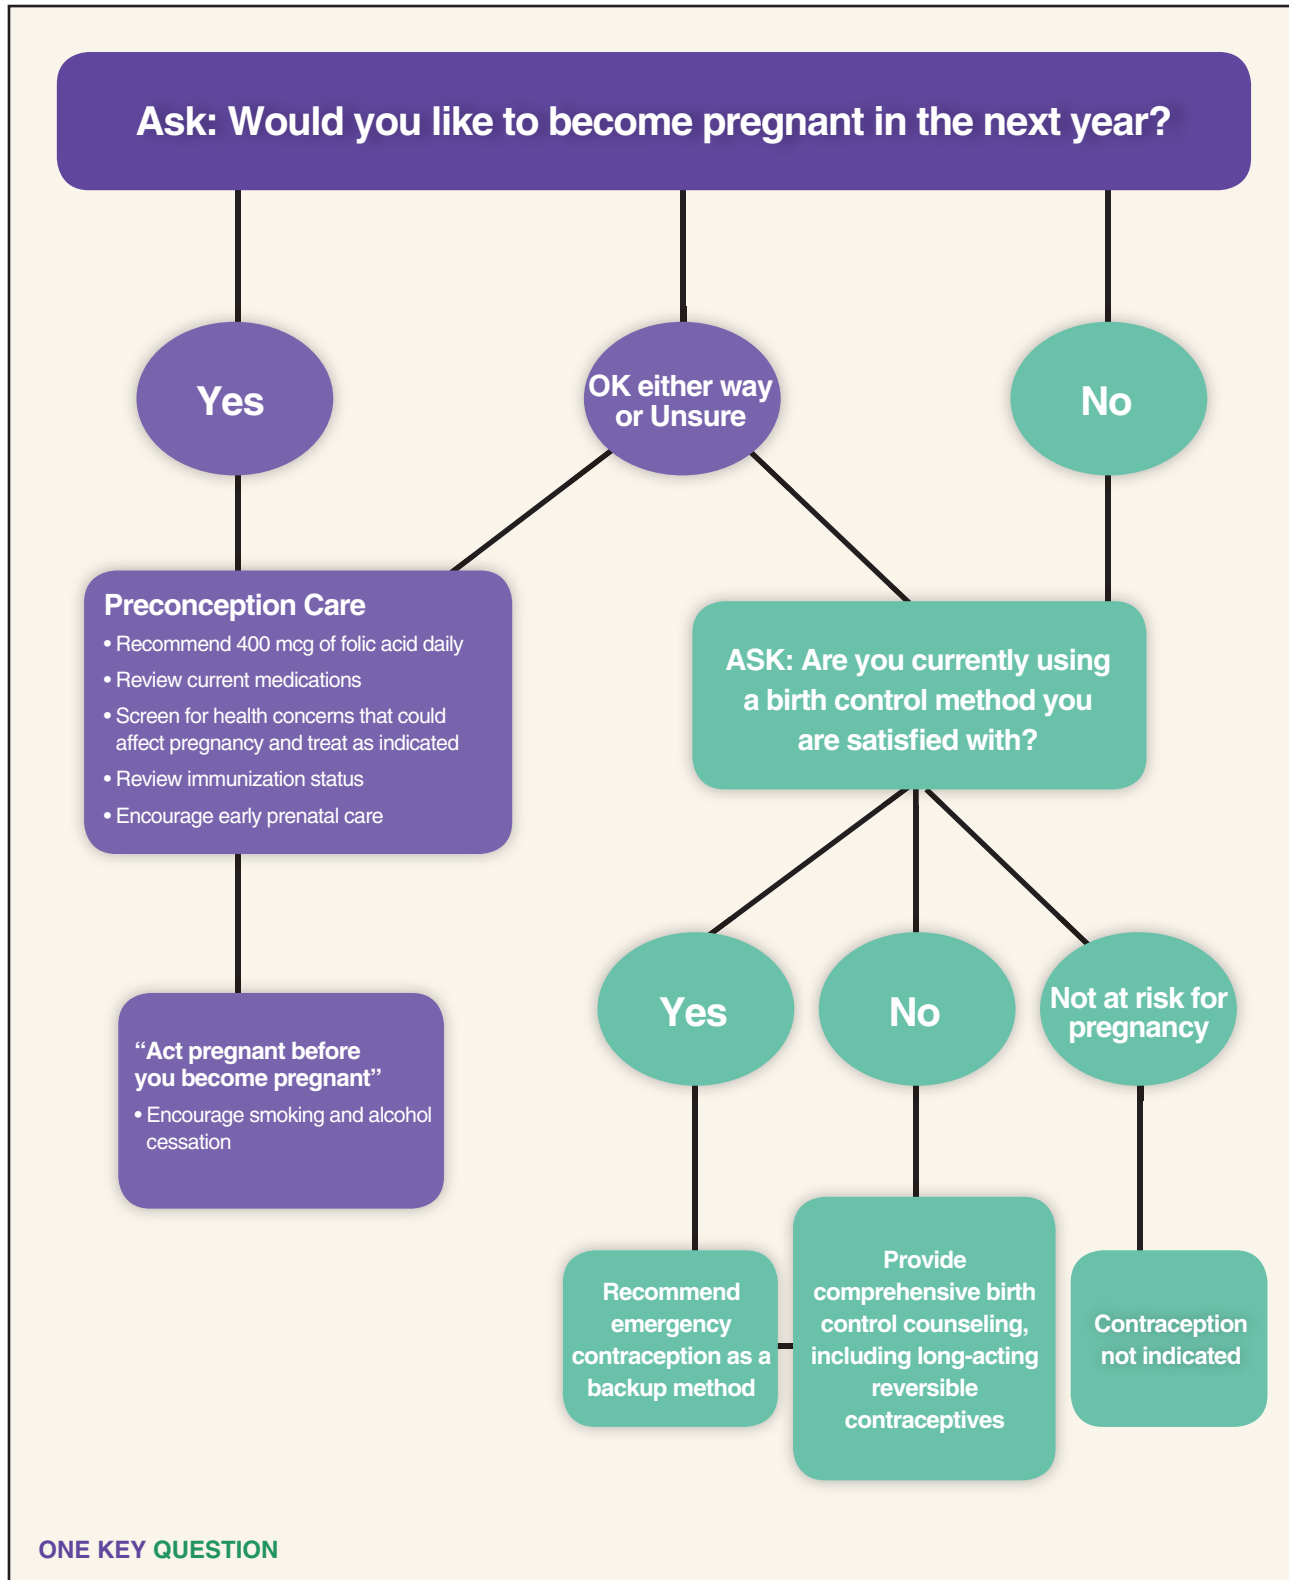 Ask: Would you like to become pregnant in the next year?
Yes
OK either way
or Unsure
No
Preconception Care
• Recommend 400 mcg of folic acid daily
• Review current medications
• Screen for health concerns that could
affect pregnancy and treat as indicated
• Review immunization status
• Encourage early prenatal care
ASK: Are you currently using
a birth control method you
are satisfied with?
“Act pregnant before
you become pregnant”
• Encourage smoking and alcohol
cessation
Yes
No
Not at risk for
pregnancy
Recommend
emergency
contraception as a
backup method
Provide
comprehensive birth
control counseling,
including long-acting
reversible
contraceptives
Contraception
not indicated
ONE KEY QUESTION